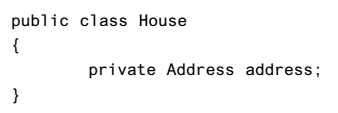 public class House
{
        private Address address;
}